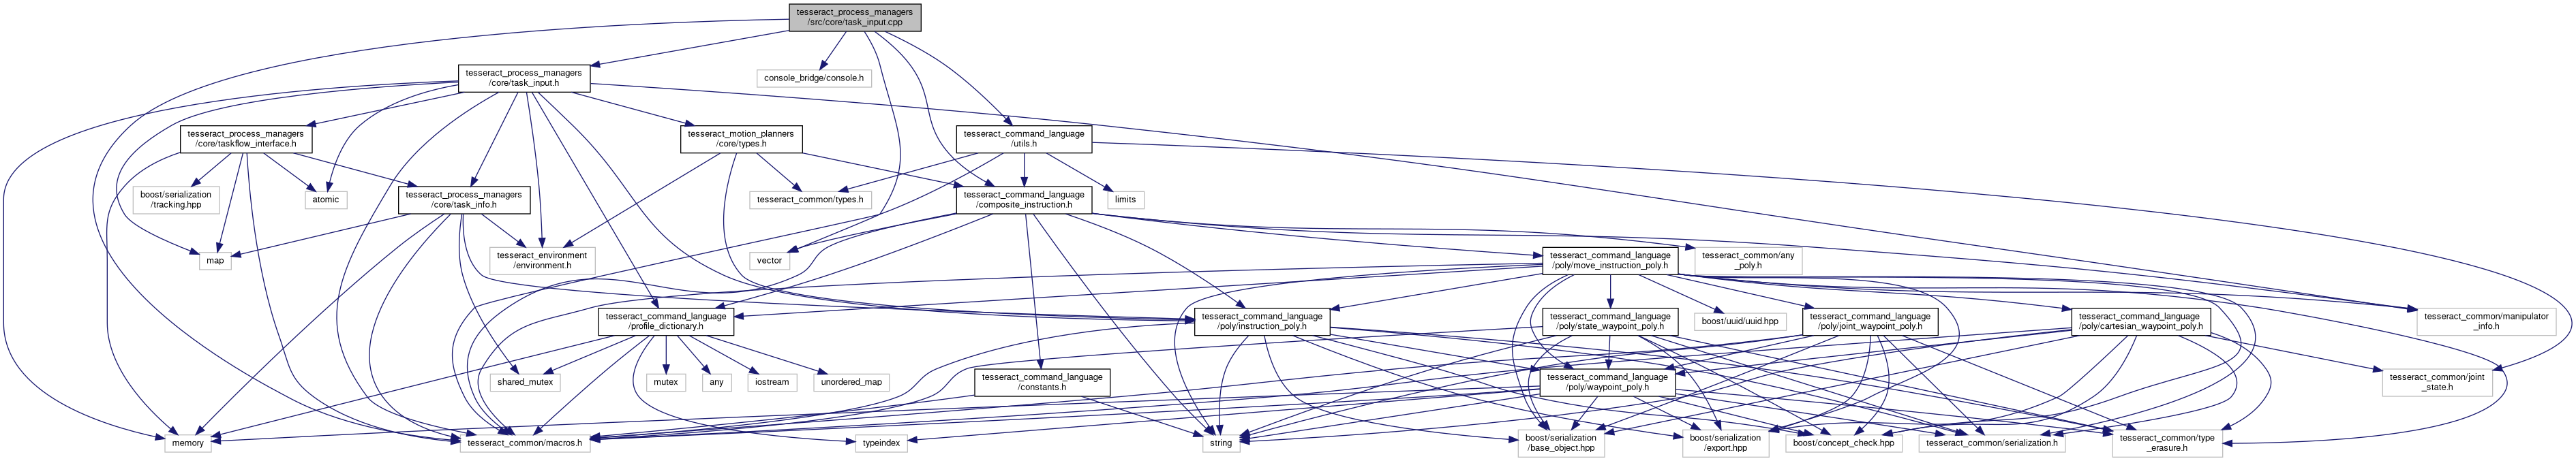 tesseract_process_managers
/src/core/task_input.cpp
tesseract_process_managers
/core/task_input.h
console_bridge/console.h
tesseract_process_managers
/core/taskflow_interface.h
tesseract_motion_planners
/core/types.h
tesseract_command_language
/utils.h
boost/serialization
/tracking.hpp
atomic
tesseract_process_managers
/core/task_info.h
tesseract_common/types.h
tesseract_command_language
/composite_instruction.h
limits
map
tesseract_environment
/environment.h
vector
tesseract_command_language
/poly/move_instruction_poly.h
tesseract_common/any
_poly.h
tesseract_command_language
/profile_dictionary.h
tesseract_command_language
/poly/instruction_poly.h
tesseract_command_language
/poly/state_waypoint_poly.h
boost/uuid/uuid.hpp
tesseract_command_language
/poly/joint_waypoint_poly.h
tesseract_command_language
/poly/cartesian_waypoint_poly.h
tesseract_common/manipulator
_info.h
shared_mutex
mutex
any
iostream
unordered_map
tesseract_command_language
/constants.h
tesseract_command_language
/poly/waypoint_poly.h
tesseract_common/joint
_state.h
memory
tesseract_common/macros.h
typeindex
string
boost/serialization
/base_object.hpp
boost/serialization
/export.hpp
boost/concept_check.hpp
tesseract_common/serialization.h
tesseract_common/type
_erasure.h